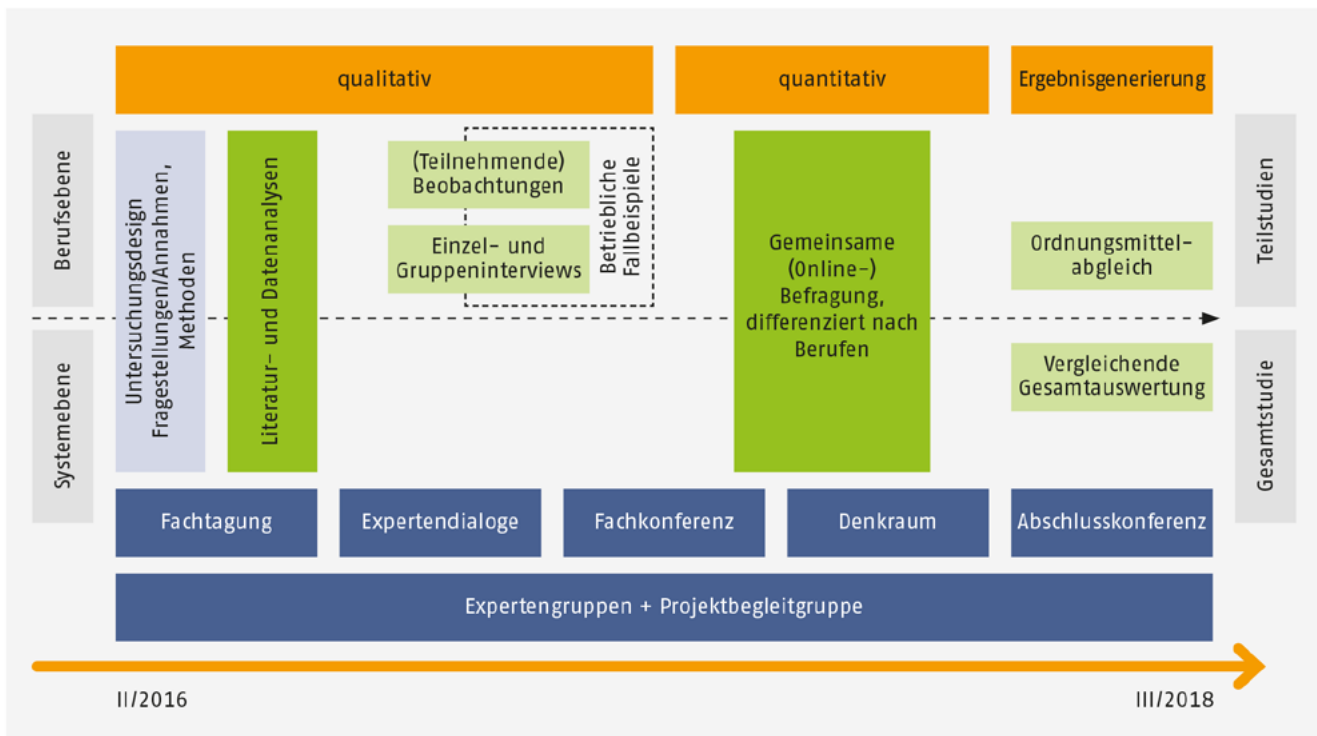 qualitativ
quantitativ
Ergebnisgenerierung
Berufsebene
Systemebene
Untersuchungsdesign
Fragestellungen/Annahmen,
Methoden
Literatur- und Datenanalysen
(Teilnehmende)
Beobachtungen
Einzel- und
Gruppeninterviews
Betriebliche
Fallbeispiele
Gemeinsame
(Online-)
Befragung,
differenziert nach
Berufen
Ordnungsmittel-
abgleich
Vergleichende
Gesamtauswertung
Teilstudien
Gesamtstudie
Fachtagung
Expertendialoge
Fachkonferenz
Denkraum
Abschlusskonferenz
Expertengruppen + Projektbegleitgruppe
II/2016
III/2018